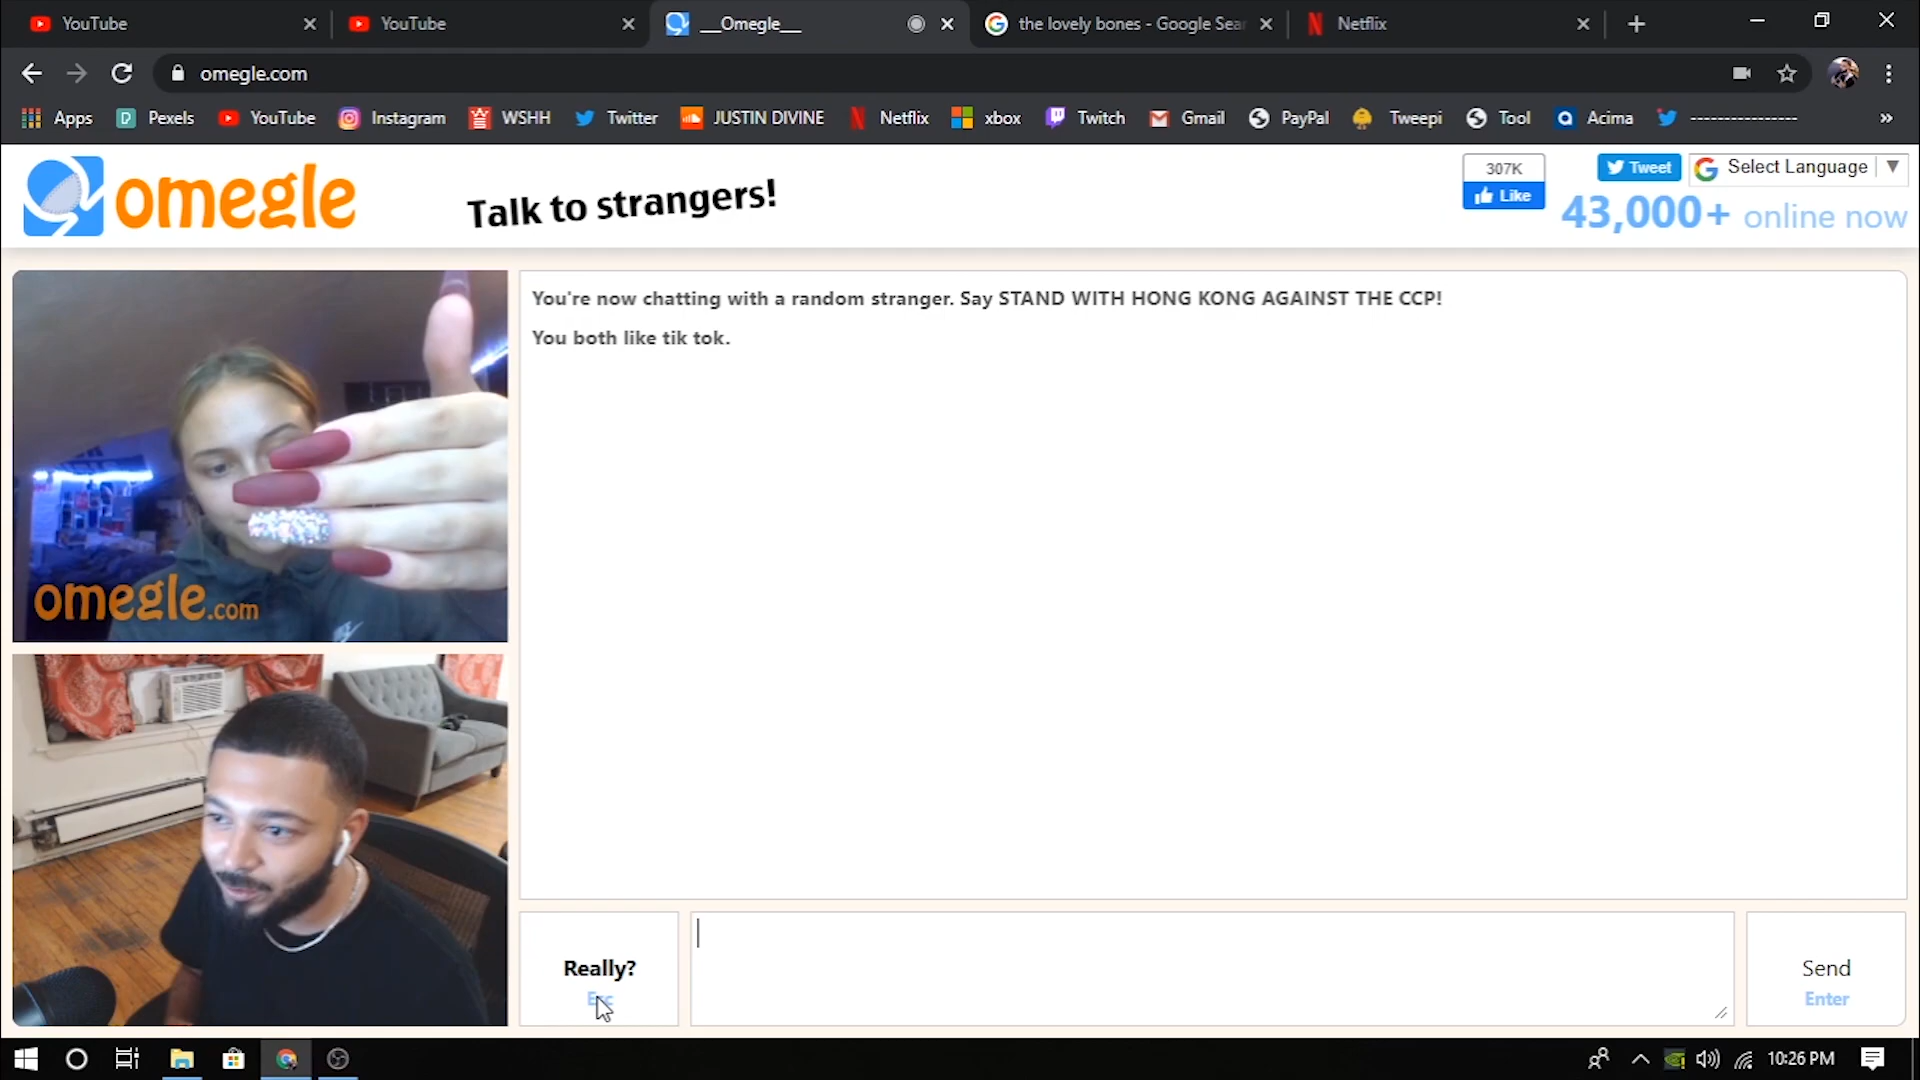 YouTube
YouTube
__Omegle__
the lovely bones - Google Sear
Netflix
omegle.com
Apps
Pexels
YouTube
Instagram
WSHH
Twitter
JUSTIN DIVINE
Netflix
xbox
Twitch
Gmail
PayPal
Tweepi
Tool
Acima
----------------
omegle
Talk to strangers!
307K
Like
Tweet
Select Language
43,000+ online now
You're now chatting with a random stranger. Say STAND WITH HONG KONG AGAINST THE CCP!
You both like tik tok.
omegle.com
Really?
Esc
Send
Enter
10:26 PM